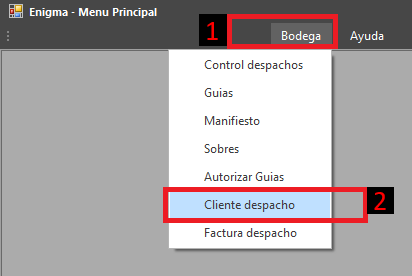 Enigma - Menu Principal
1
Bodega Ayuda
Control despachos
Guias
Manifiesto
Sobres
Autorizar Guias
Cliente despacho 2
Factura despacho